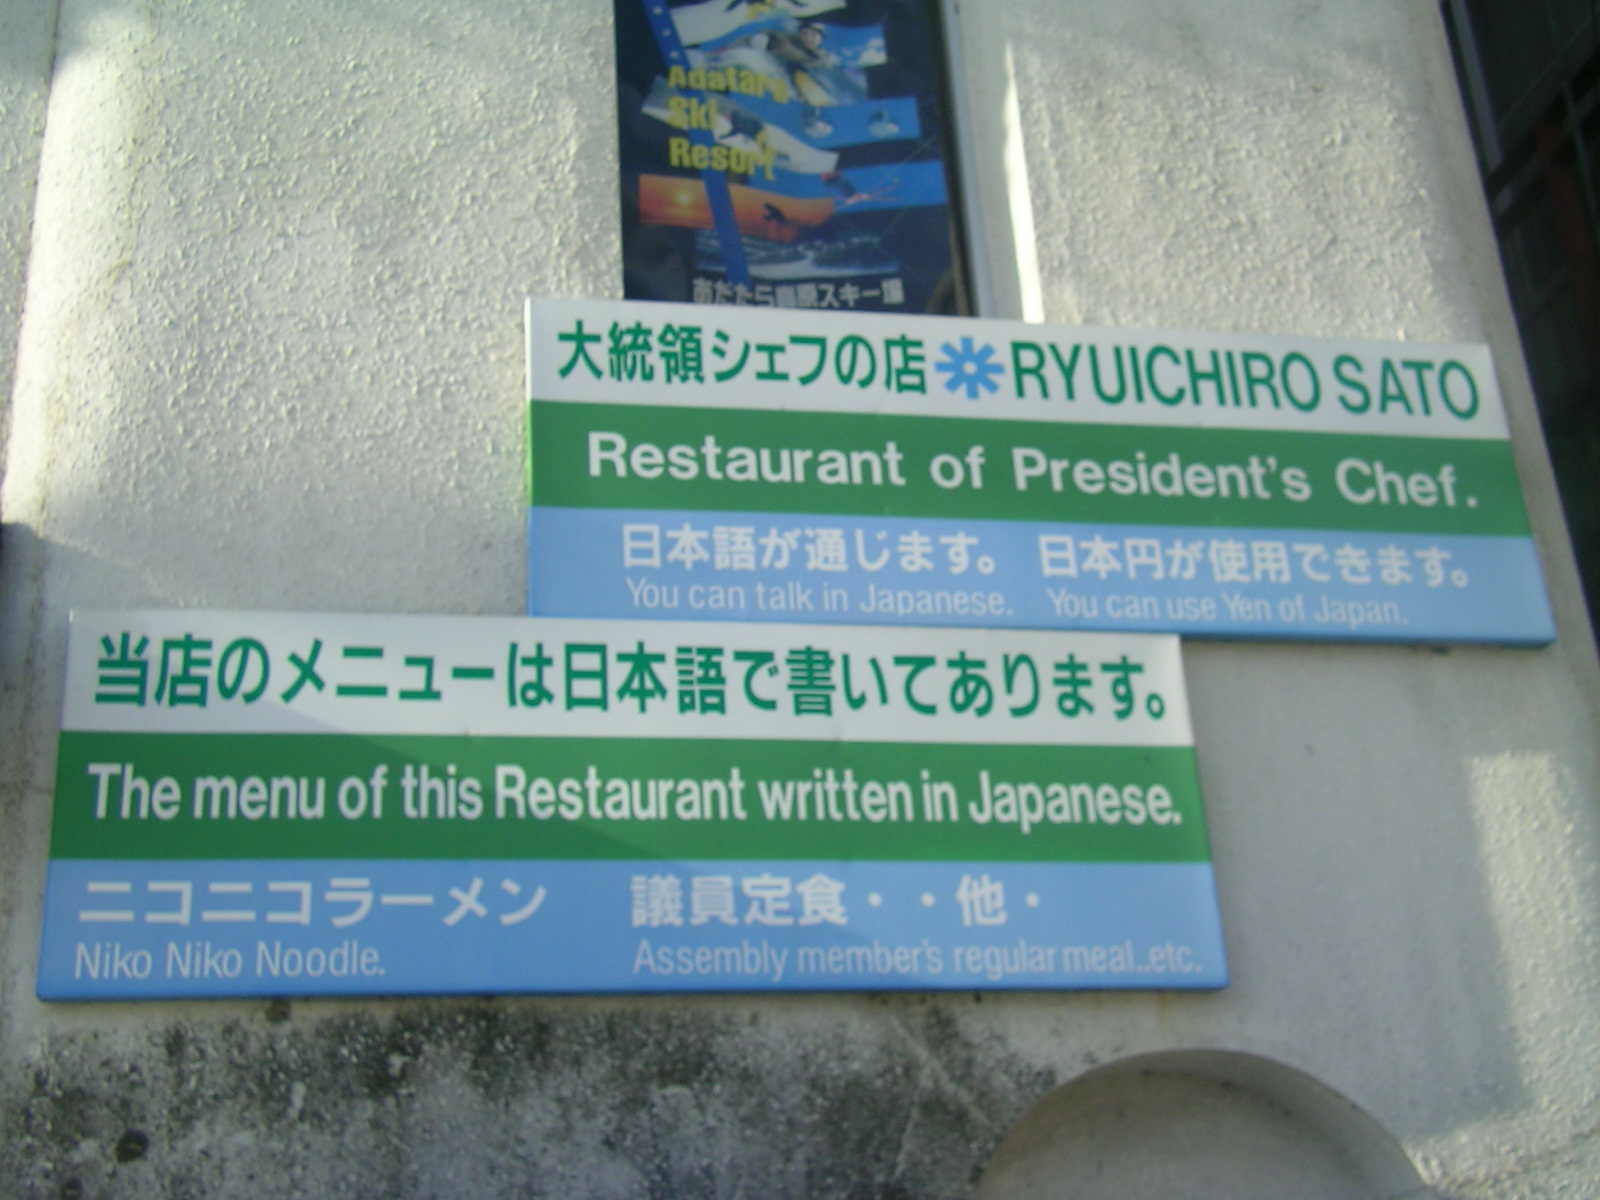 Adatara
Ski
Resort
あだたら高原スキー場
大統領シェフの店 RYUICHIRO SATO
Restaurant of President's Chef.
日本語が通じます。 日本円が使用できます。
You can talk in Japanese. You can use Yen of Japan.
当店のメニューは日本語で書いてあります。
The menu of this Restaurant written in Japanese.
ニコニコラーメン 議員定食・・他・
Niko Niko Noodle. Assembly member's regular meal..etc.